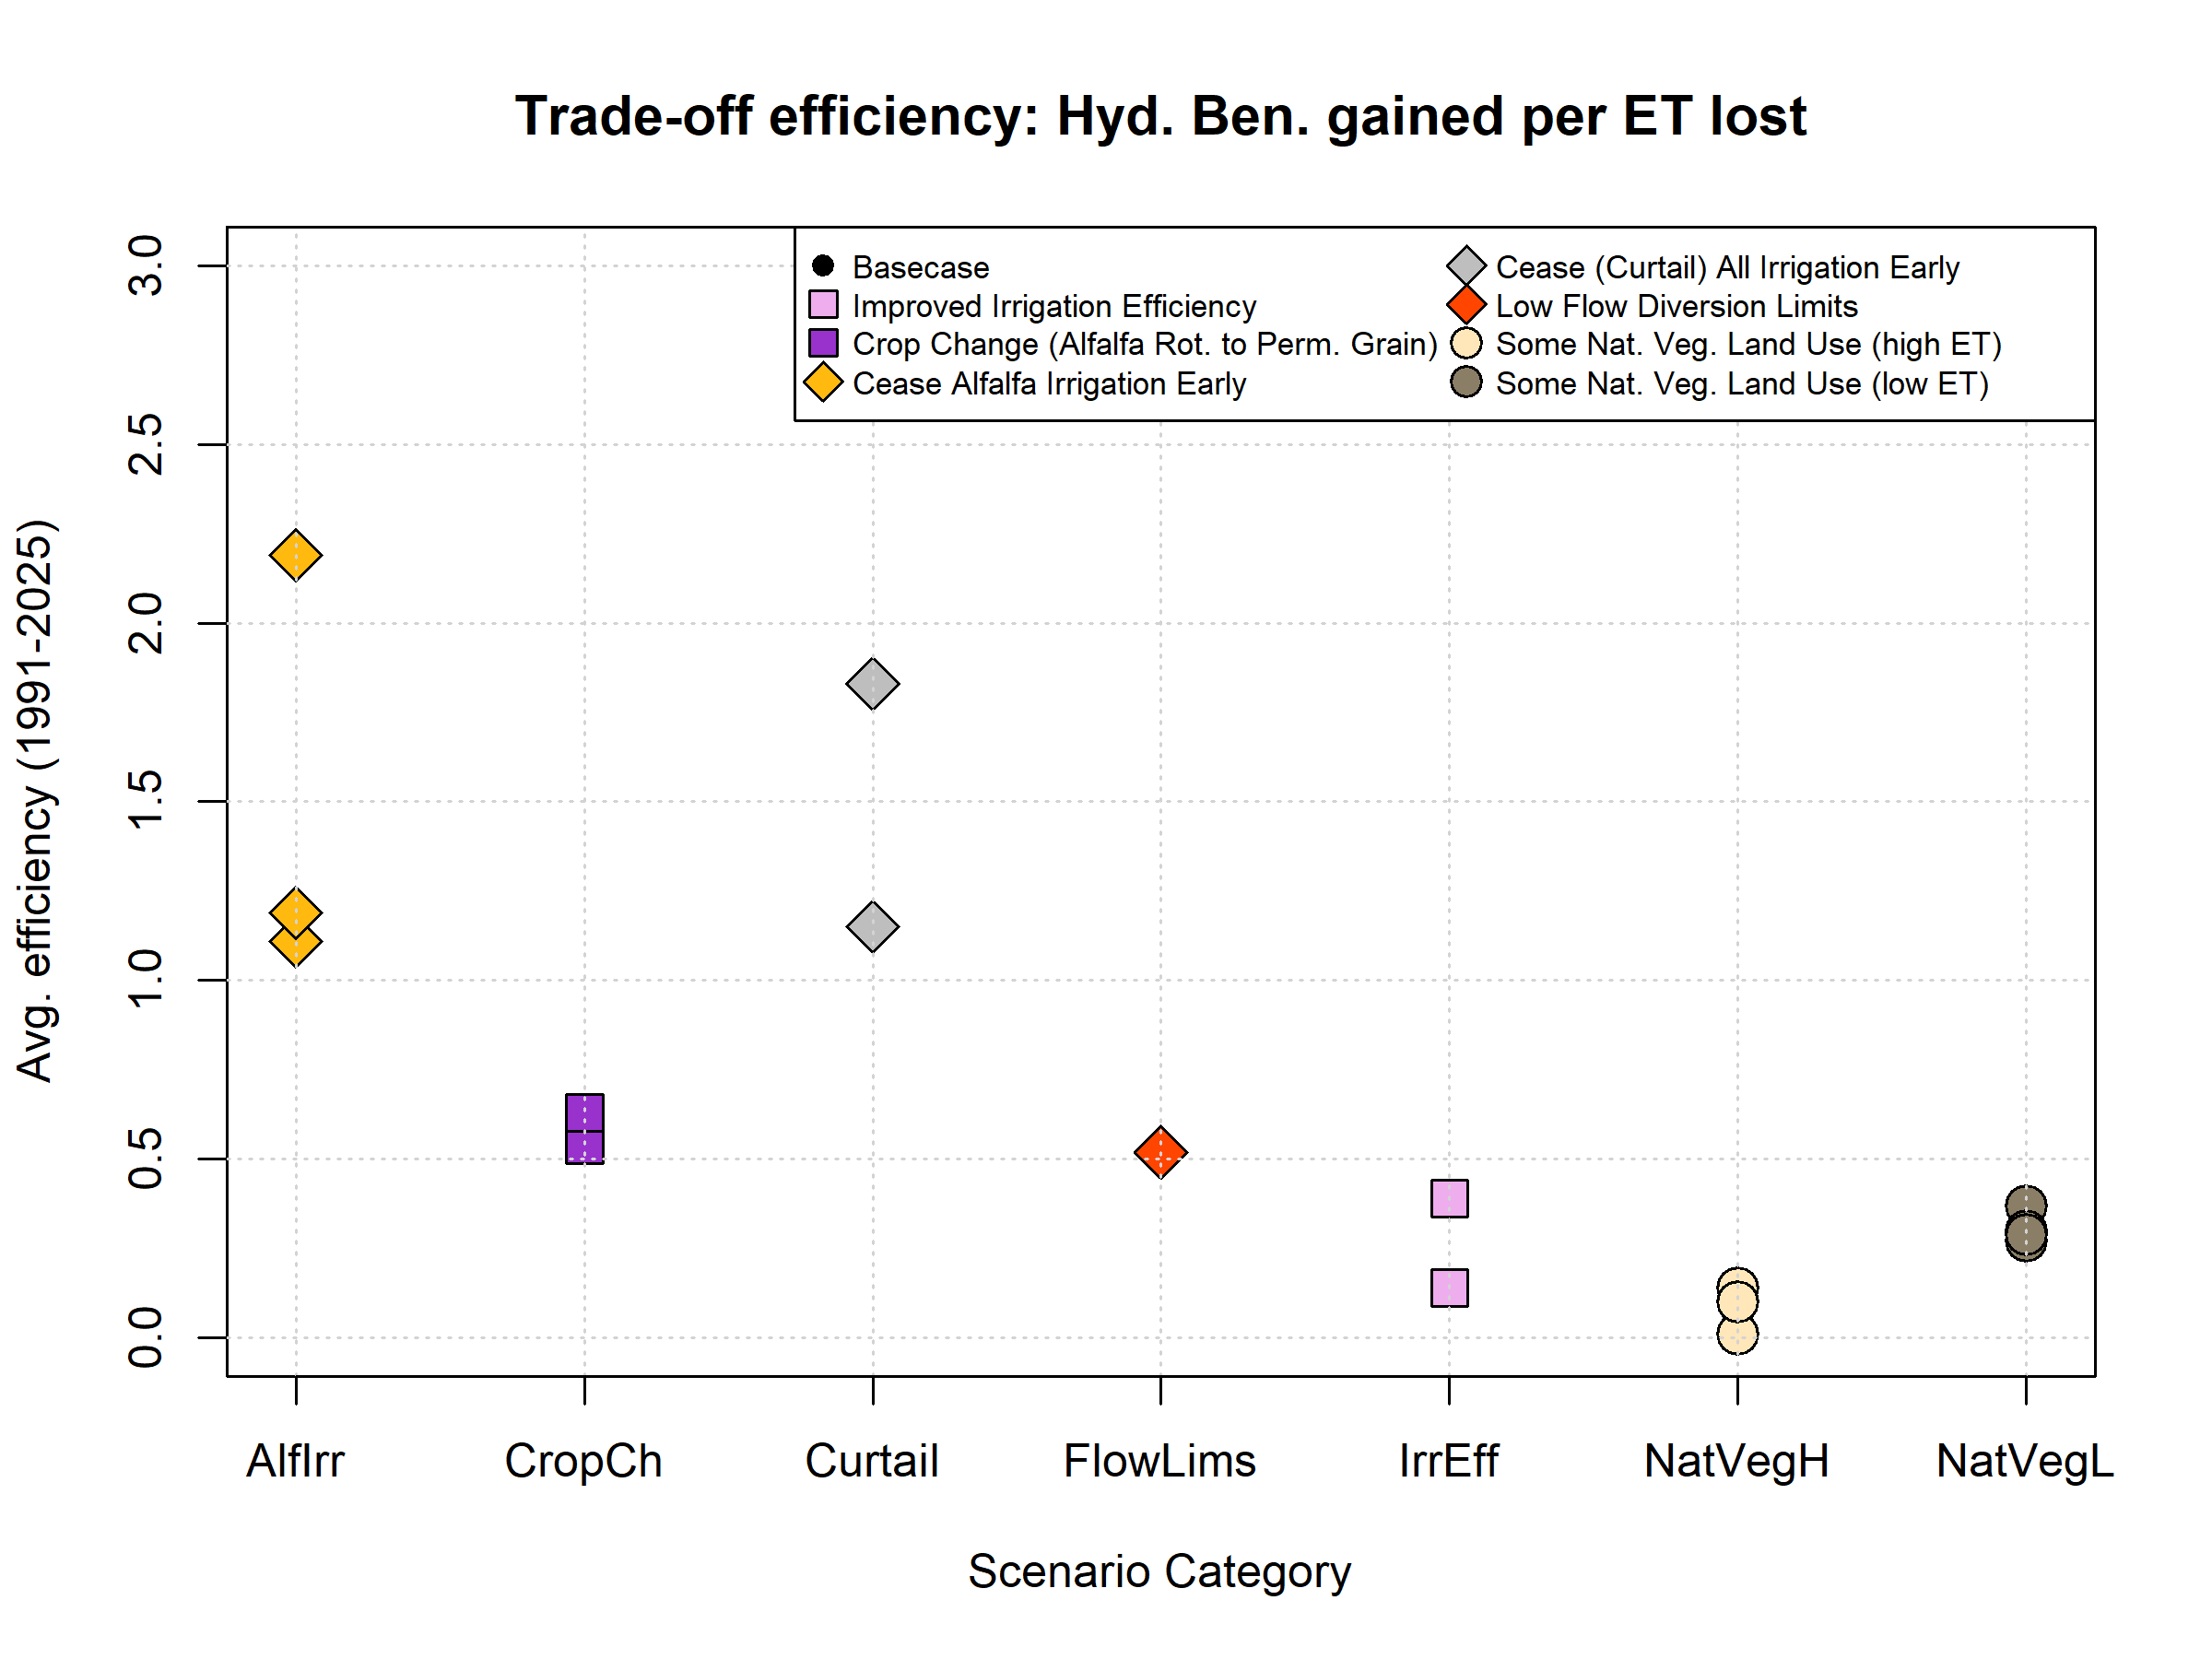 Trade-off efficiency: Hyd. Ben. gained per ET lost
Basecase
Improved Irrigation Efficiency
Crop Change (Alfalfa Rot. to Perm. Grain)
Cease Alfalfa Irrigation Early
Cease (Curtail) All Irrigation Early
Low Flow Diversion Limits
Some Nat. Veg. Land Use (high ET)
Some Nat. Veg. Land Use (low ET)
Avg. efficiency (1991-2025)
3.0
2.5
2.0
1.5
1.0
0.5
0.0
AlfIrr CropCh Curtail FlowLims IrrEff NatVegH NatVegL
Scenario Category